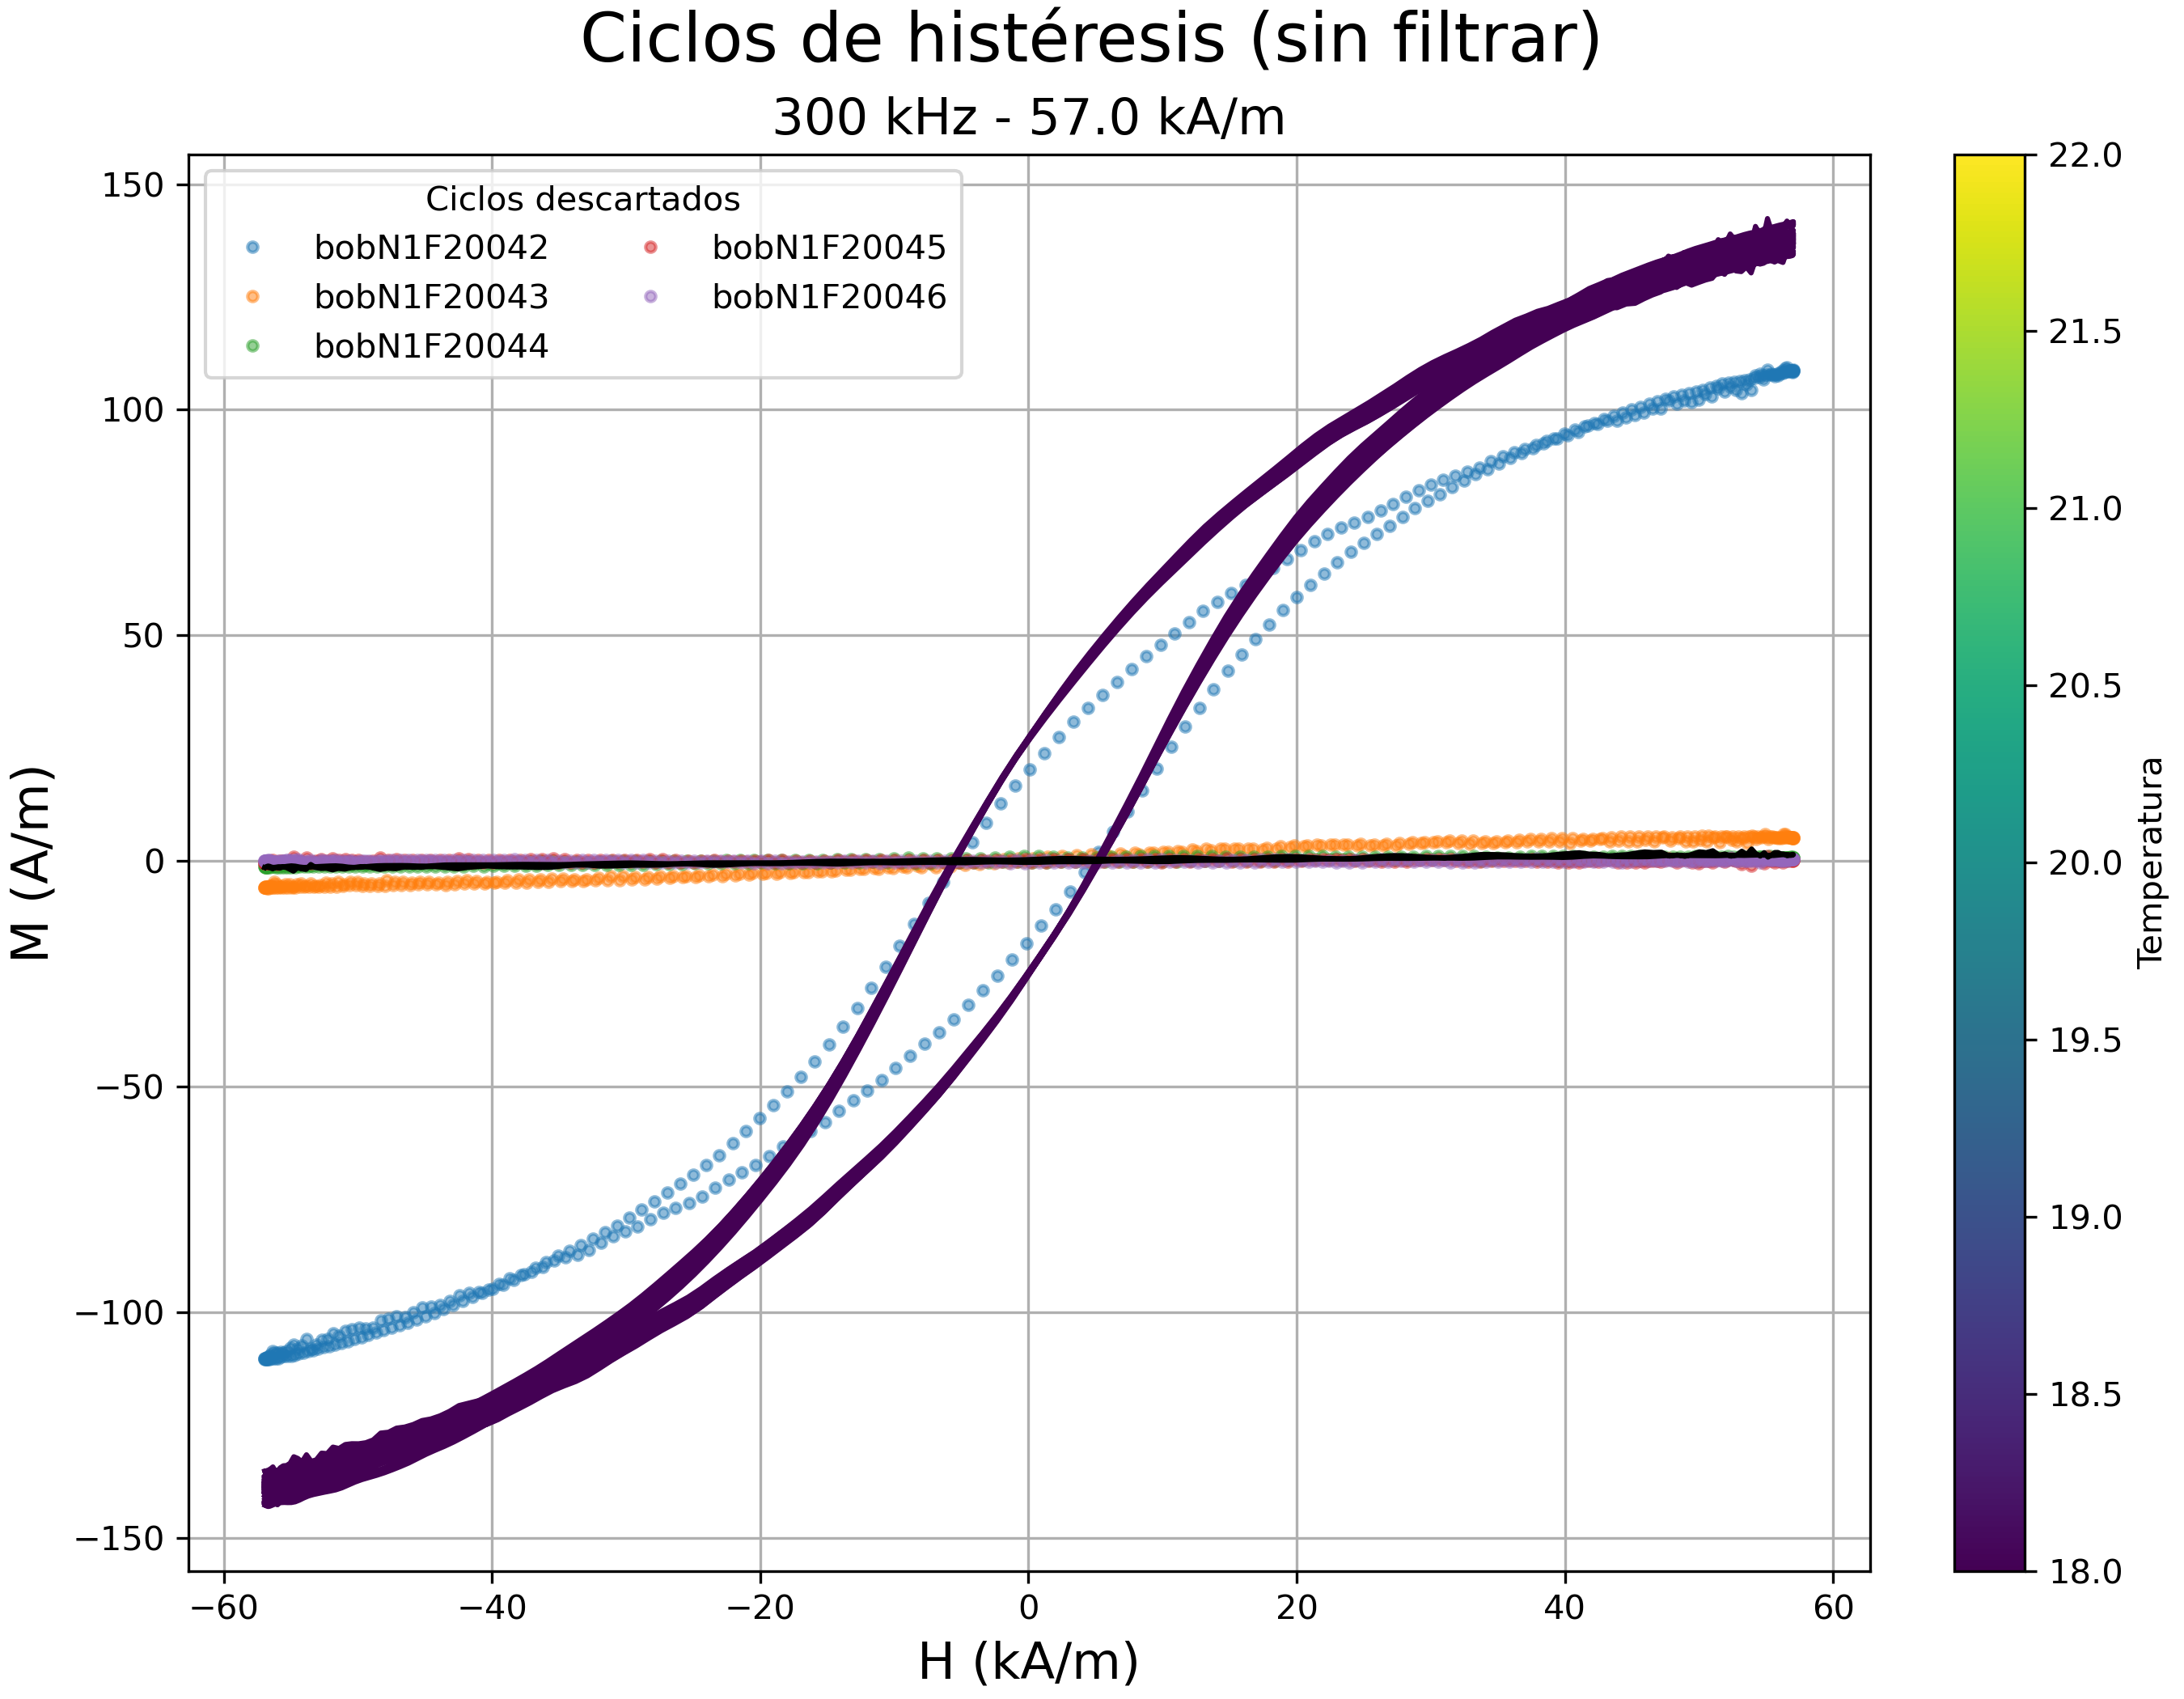 Ciclos de histéresis (sin filtrar)
300 kHz - 57.0 kA/m
Ciclos descartados
bobN1F20042
bobN1F20043
bobN1F20044
bobN1F20045
bobN1F20046
M (A/m)
150
100
50
0
−50
−100
−150
−60
−40
−20
0
20
40
60
H (kA/m)
22.0
21.5
21.0
20.5
20.0
19.5
19.0
18.5
18.0
Temperatura